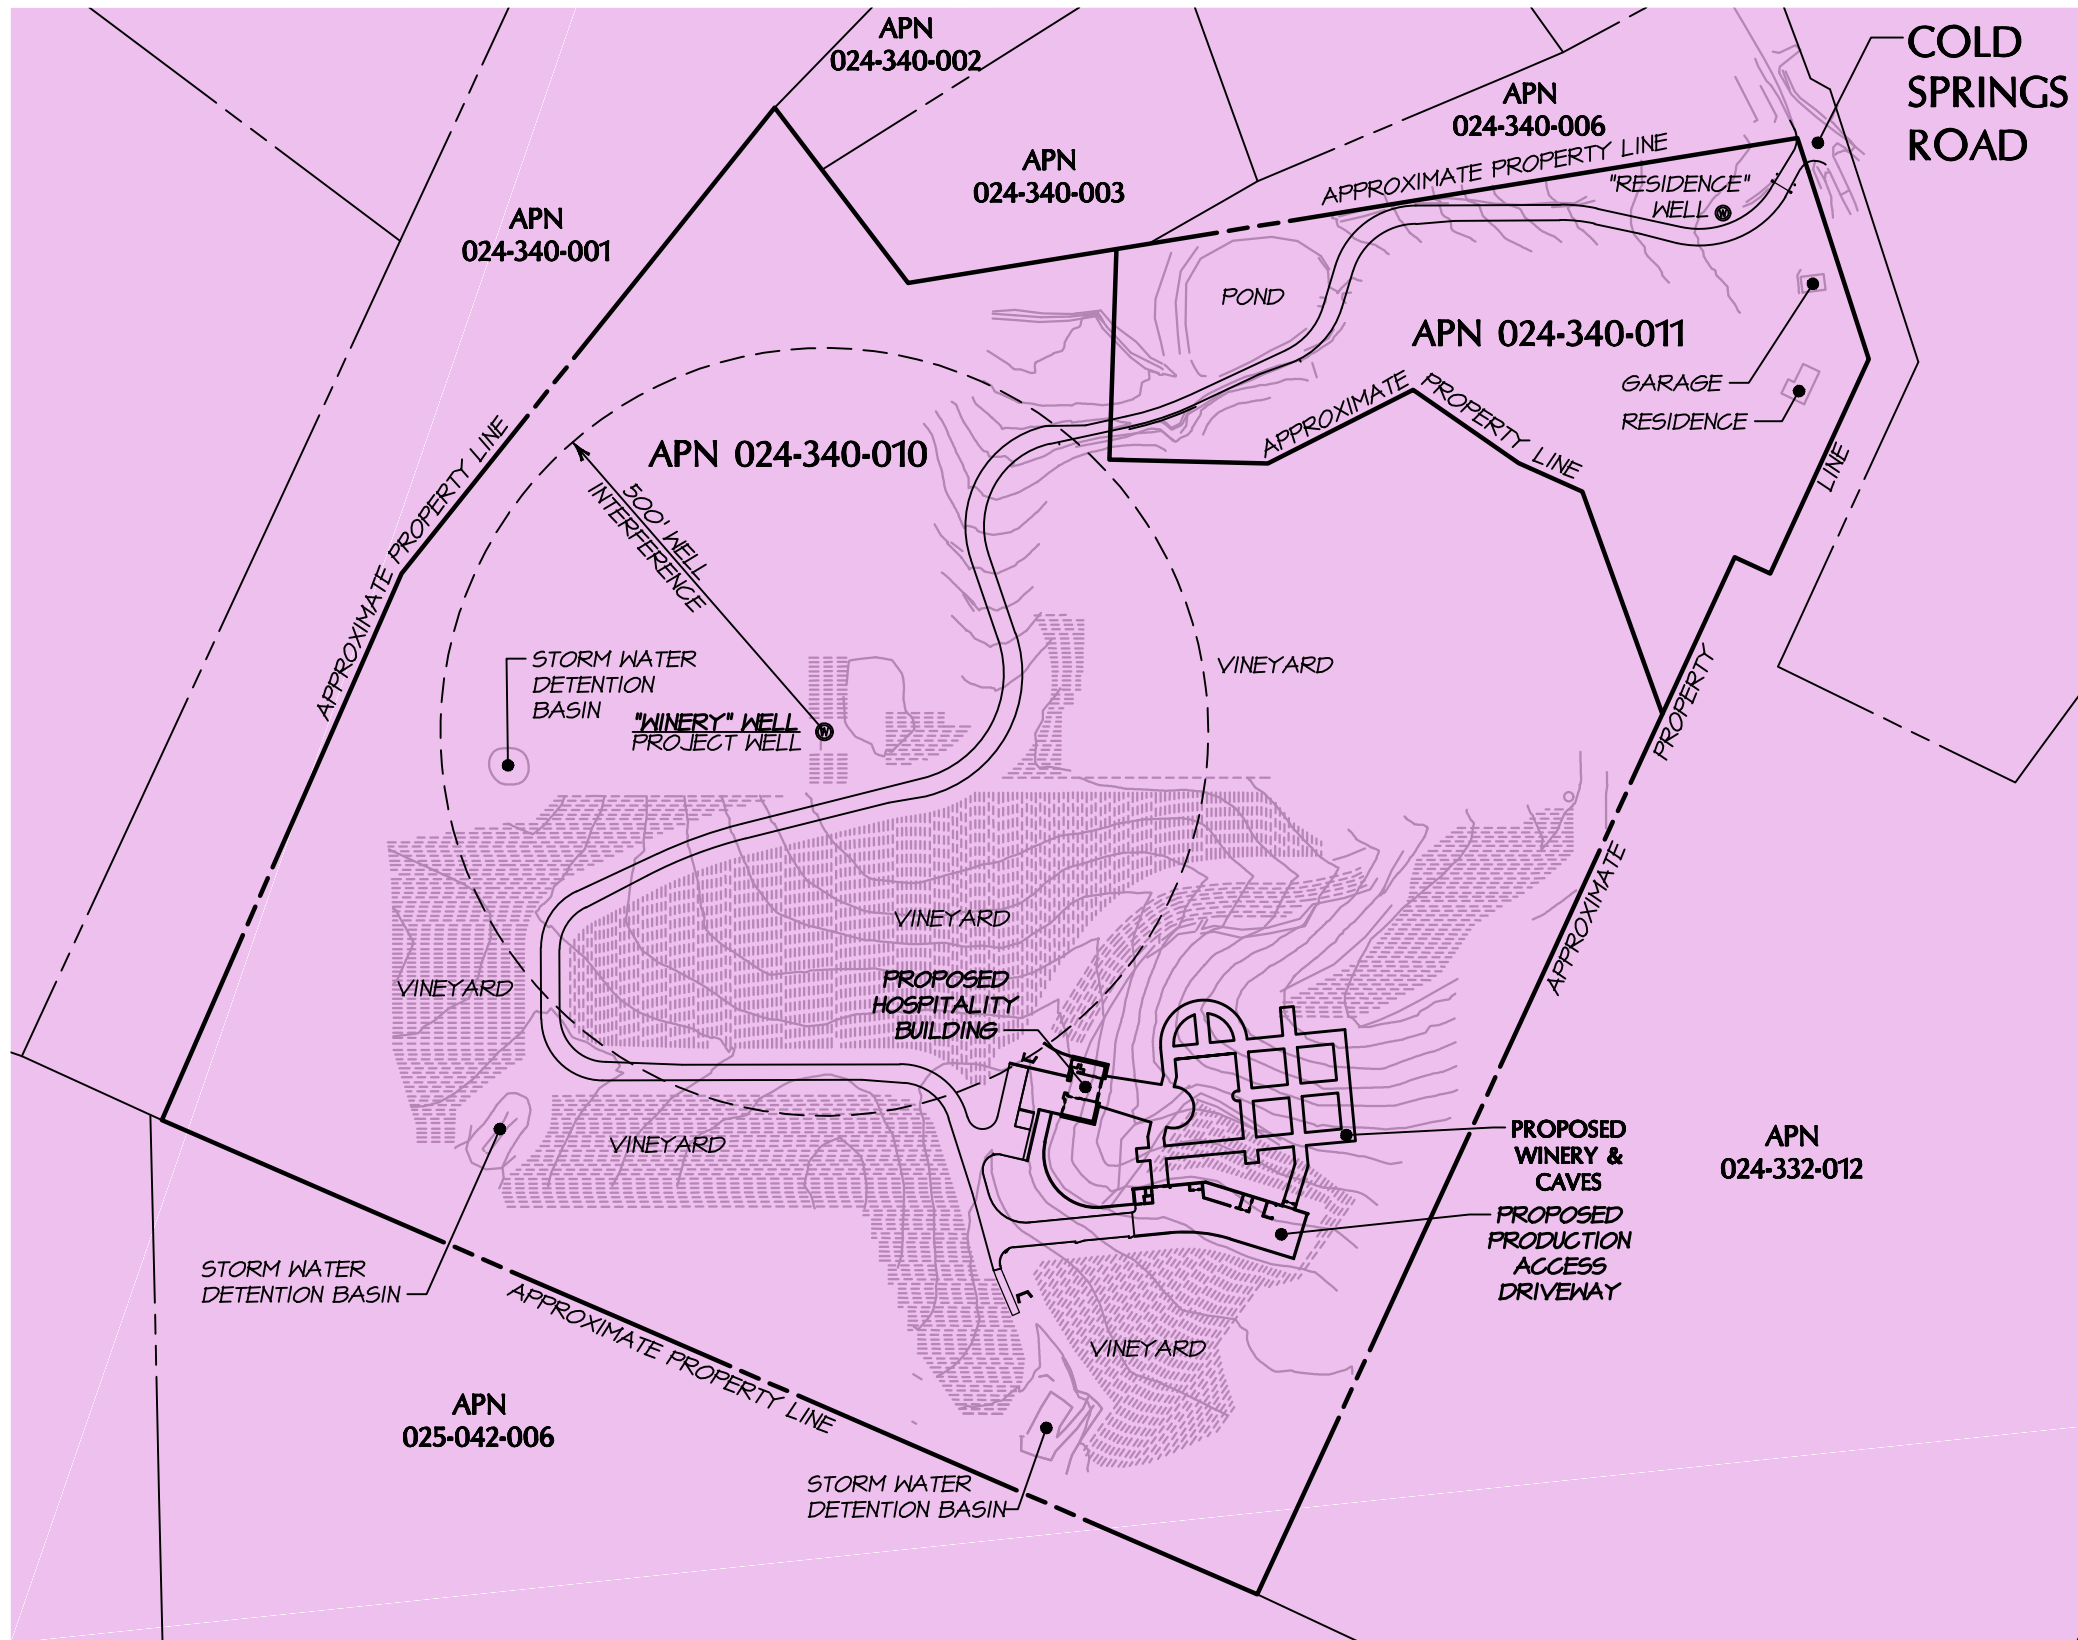 APN
024-340-002
COLD
SPRINGS
ROAD
APN
024-340-006
APN
024-340-003
APPROXIMATE PROPERTY LINE
"RESIDENCE"
WELL
W
APN
024-340-001
POND
APN 024-340-011
GARAGE
RESIDENCE
APPROXIMATE PROPERTY LINE
APN 024-340-010
APPROXIMATE PROPERTY LINE
500' WELL
INTERFERENCE
APPROXIMATE PROPERTY LINE
STORM WATER
DETENTION
BASIN
"WINERY" WELL
PROJECT WELL
W
VINEYARD
VINEYARD
VINEYARD
PROPOSED
HOSPITALITY
BUILDING
VINEYARD
PROPOSED
WINERY &
CAVES
APN
024-332-012
PROPOSED
PRODUCTION
ACCESS
DRIVEWAY
STORM WATER
DETENTION BASIN
APPROXIMATE PROPERTY LINE
VINEYARD
APN
025-042-006
STORM WATER
DETENTION BASIN